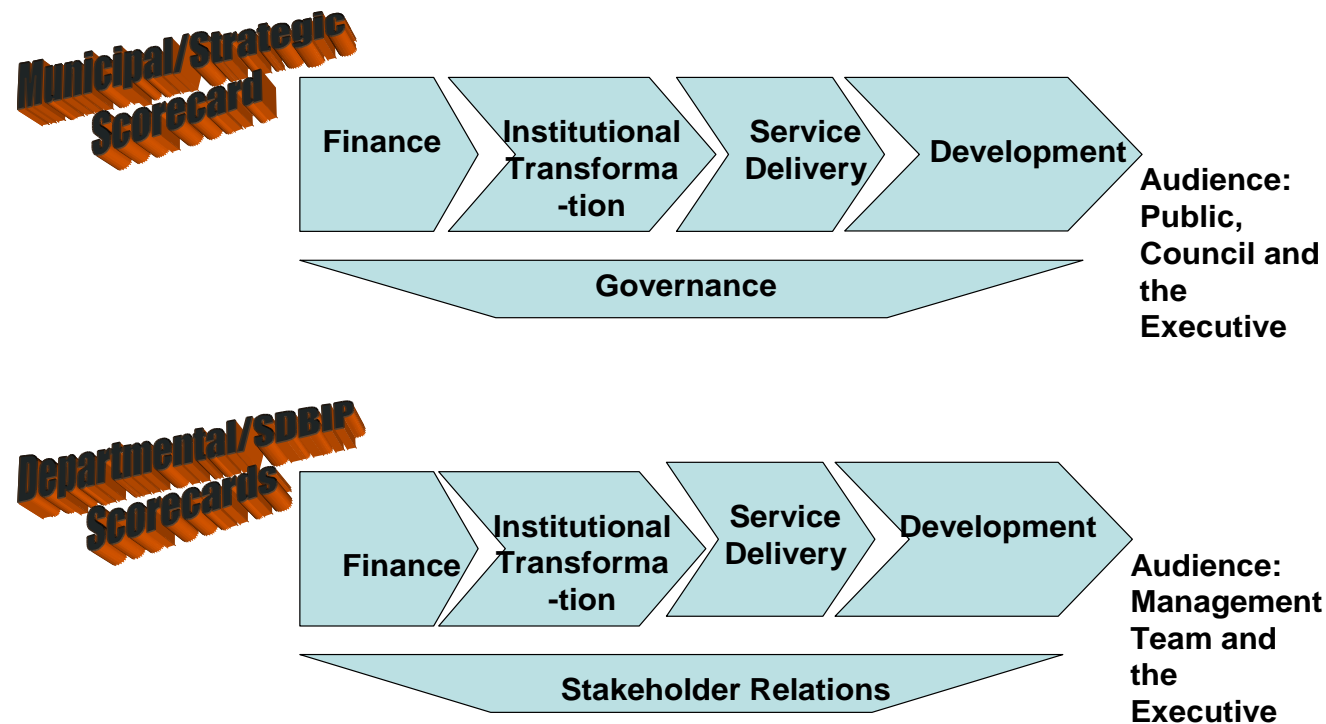 Municipal/Strategic
Scorecard
Finance
Institutional
Transforma
-tion
Service
Delivery
Development
Audience:
Public,
Council and
the
Executive
Governance
Departmental/SDBIP
Scorecards
Finance
Institutional
Transforma
-tion
Service
Delivery
Development
Audience:
Management
Team and
the
Executive
Stakeholder Relations